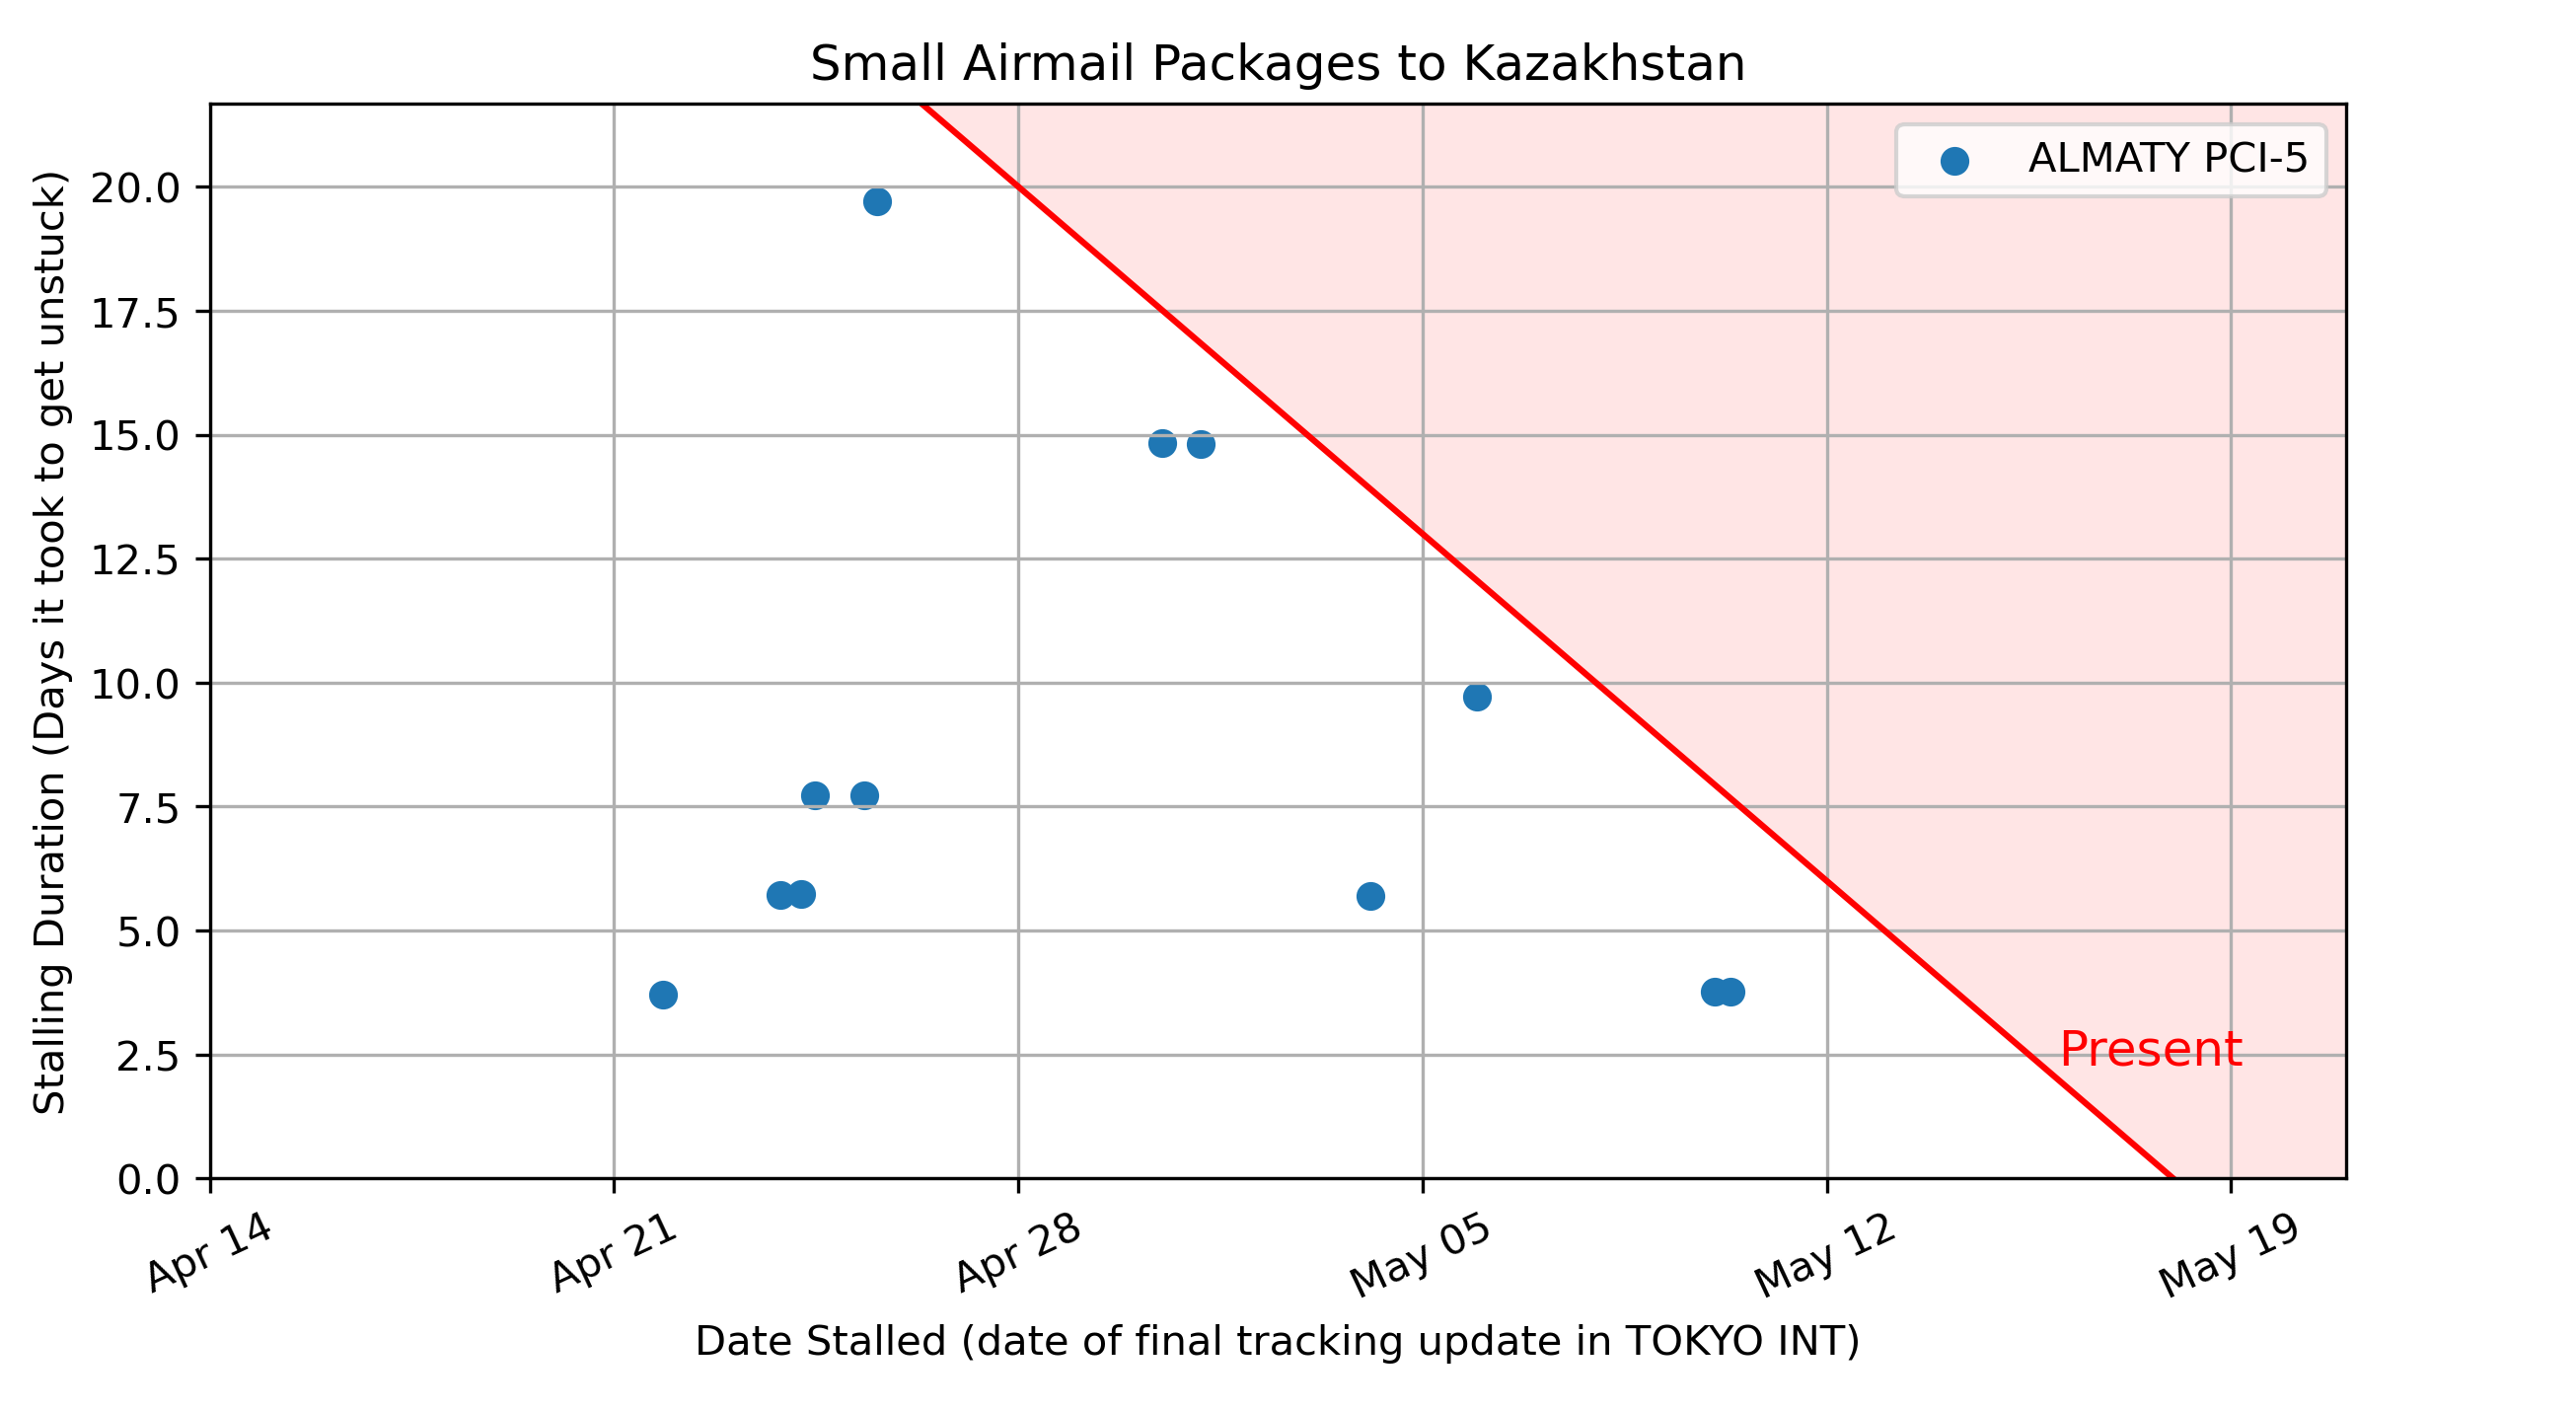 Small Airmail Packages to Kazakhstan
ALMATY PCI-5
Stalling Duration (Days it took to get unstuck)
20.0
17.5
15.0
12.5
10.0
7.5
5.0
2.5
0.0
Present
Apr 14
Apr 21
Apr 28
May 05
May 12
May 19
Date Stalled (date of final tracking update in TOKYO INT)